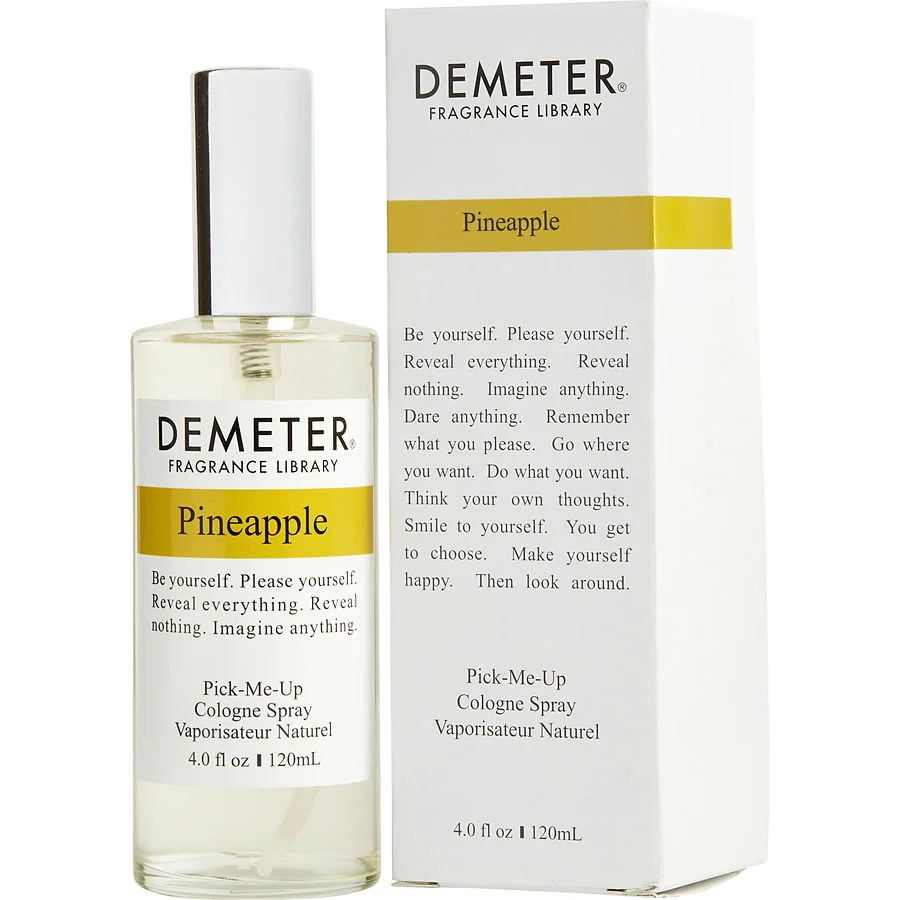 DEMETER®
FRAGRANCE LIBRARY
Pineapple
Be yourself. Please yourself.
Reveal everything. Reveal
nothing. Imagine anything.
Pick-Me-Up
Cologne Spray
Vaporisateur Naturel
4.0 fl oz ▌120mL
DEMETER®
FRAGRANCE LIBRARY
Pineapple
Be yourself. Please yourself.
Reveal everything. Reveal
nothing. Imagine anything.
Dare anything. Remember
what you please. Go where
you want. Do what you want.
Think your own thoughts.
Smile to yourself. You get
to choose. Make yourself
happy. Then look around.
Pick-Me-Up
Cologne Spray
Vaporisateur Naturel
4.0 fl oz ▌120mL